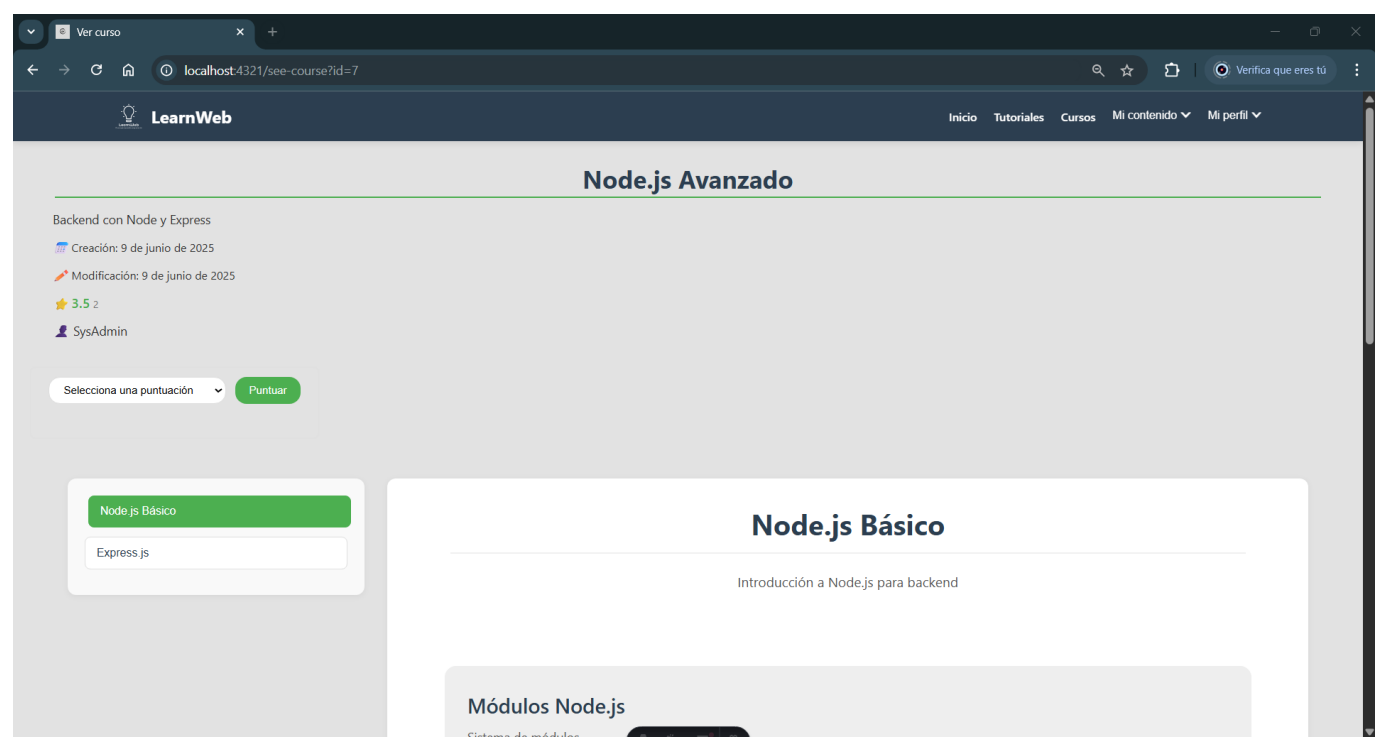 Ver curso
localhost:4321/see-course?id=7
Verifica que eres tú
LearnWeb
Inicio Tutoriales Cursos Mi contenido Mi perfil
Node.js Avanzado
Backend con Node y Express
Creación: 9 de junio de 2025
Modificación: 9 de junio de 2025
3.5 2
SysAdmin
Selecciona una puntuación Puntuar
Node.js Básico
Express.js
Node.js Básico
Introducción a Node.js para backend
Módulos Node.js
Sistema de módulos